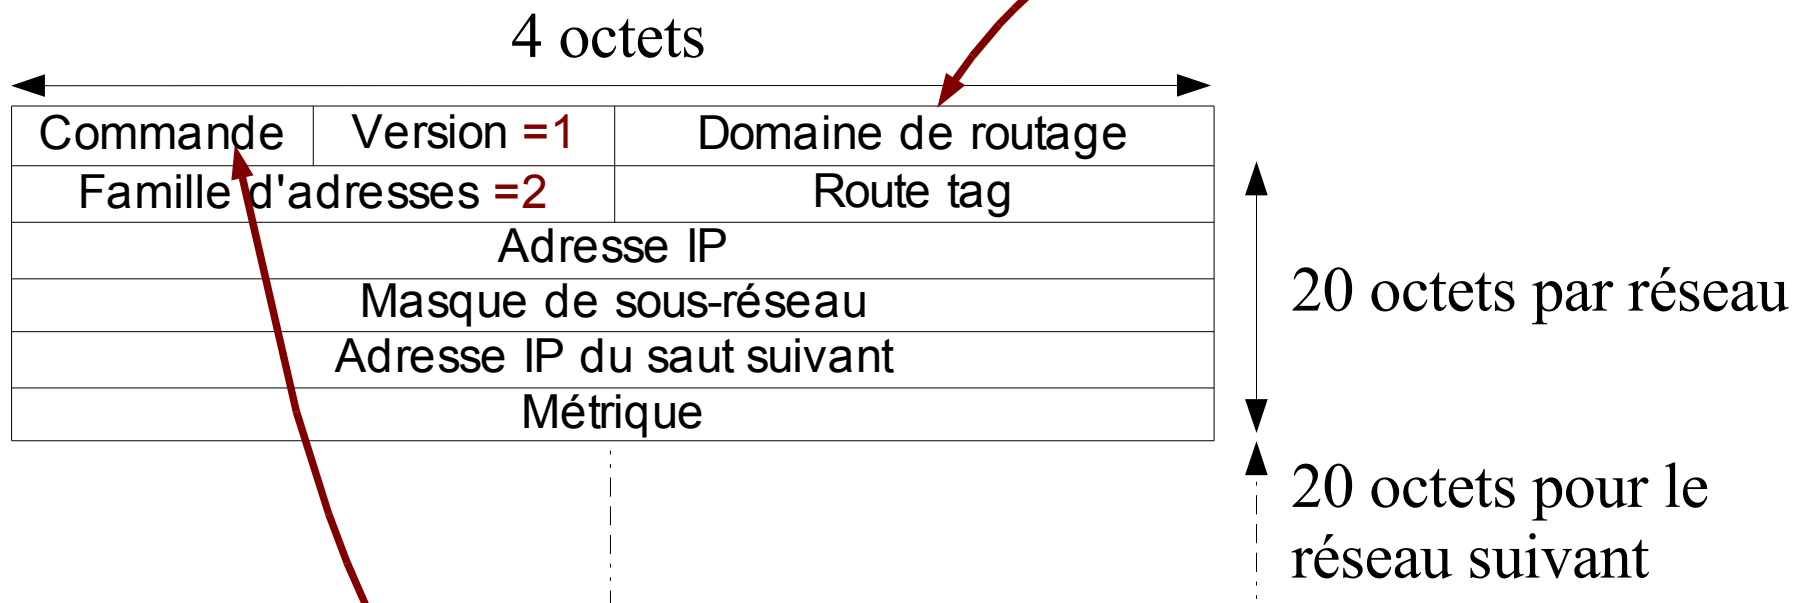 4 octets
Commande Version =1 Domaine de routage
Famille d'adresses =2 Route tag
Adresse IP
Masque de sous-réseau
Adresse IP du saut suivant
Métrique
20 octets par réseau
20 octets pour le
réseau suivant